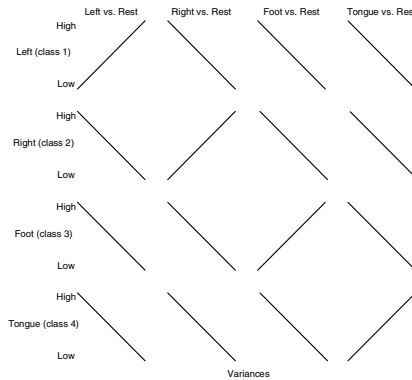 Left vs. Rest Right vs. Rest Foot vs. Rest Tongue vs. Rest
High
Left (class 1)
Low
High
Right (class 2)
Low
High
Foot (class 3)
Low
High
Tongue (class 4)
Low
Variances